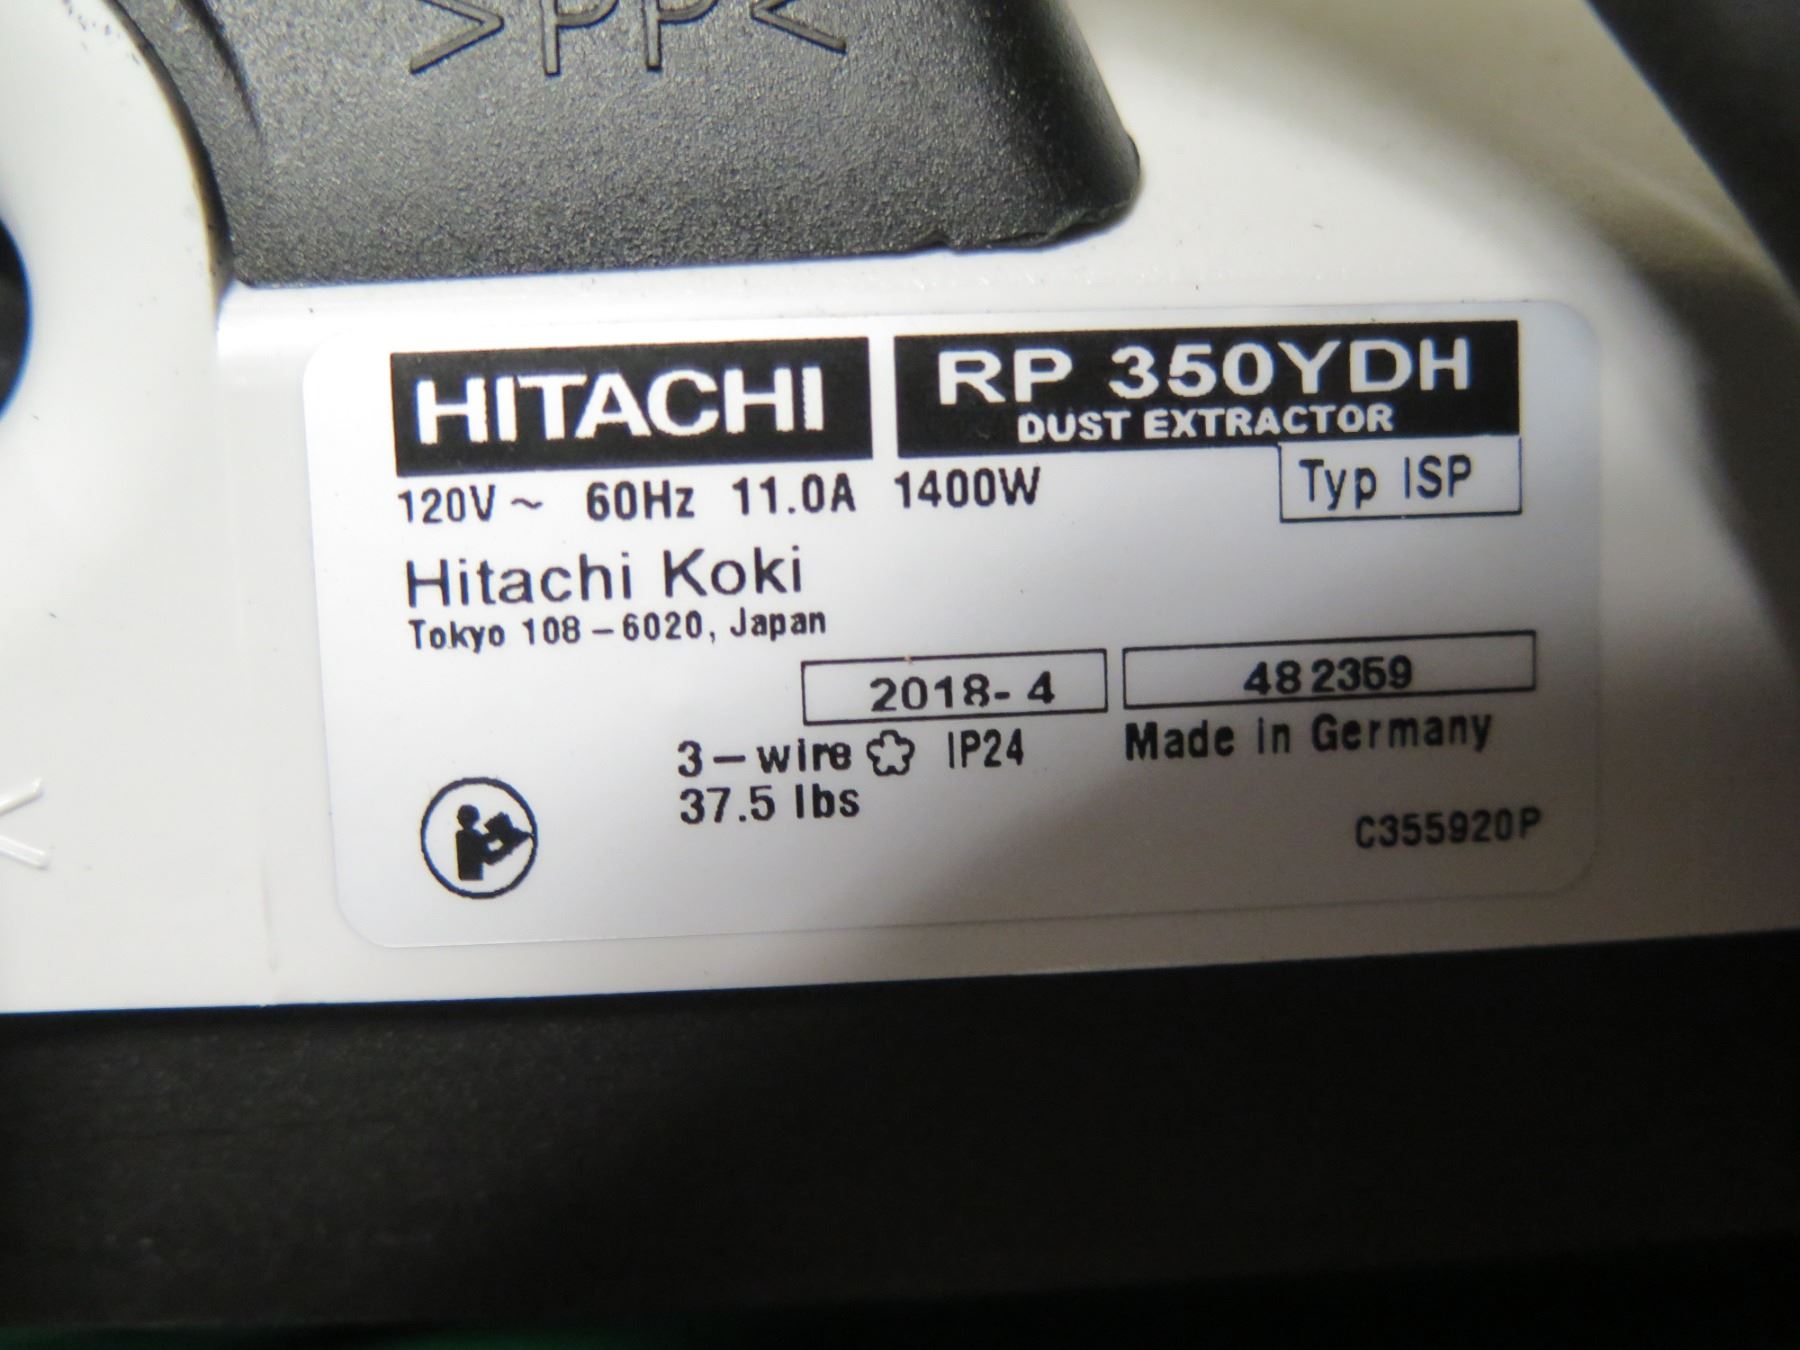 >PP<
HITACHI RP 350YDH
DUST EXTRACTOR
120V ~ 60Hz 11.0A 1400W Typ ISP
Hitachi Koki
Tokyo 108-6020, Japan
2018-4 482359
3-wire IP24 Made in Germany
37.5 lbs
C355920P